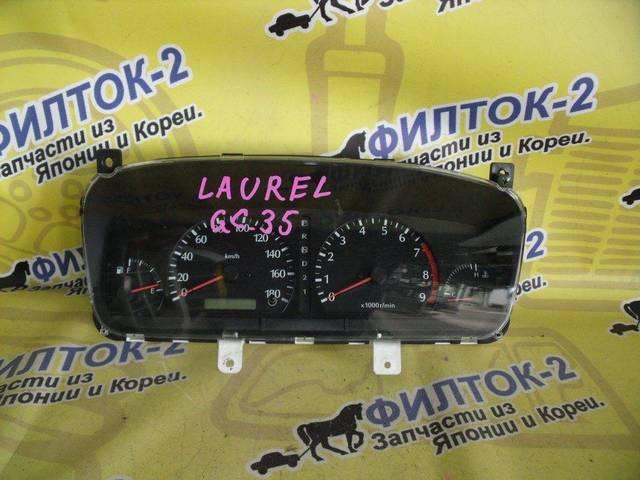 ФИЛТОК-2
Запчасти из
Японии и Кореи.
ФИЛТОК-2
Запчасти из
Японии и Кореи.
Японии и Кореи.
LAUREL
GC35
0 20 40 60 80 100 120 140 160 180
km/h
P
R
N
D
2
1
0 1 2 3 4 5 6 7 8 9
x1000r/min
F
E
H
ФИЛТОК-2
Запчасти из
Японии и Кореи.
ФИЛТОК-2
Запчасти из
Японии и Кореи.